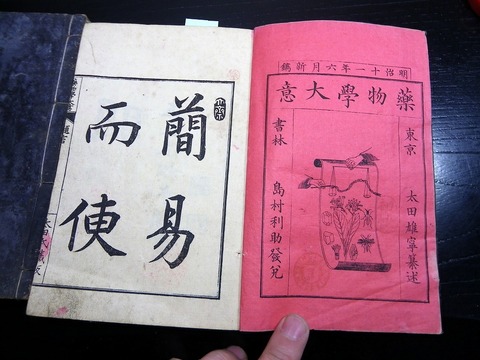 明治十一年六月新鐫
藥物學大意
東京 太田雄寧纂述
書林 島村利助發兌
簡易
而便